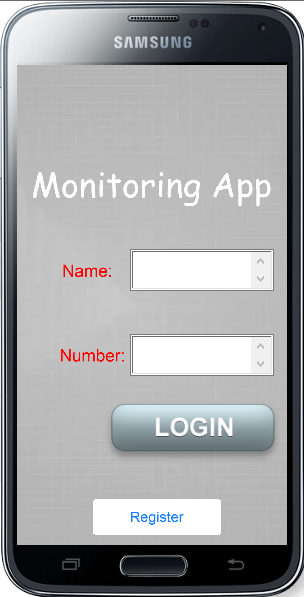 SAMSUNG
Monitoring App
Name:
Number:
LOGIN
Register